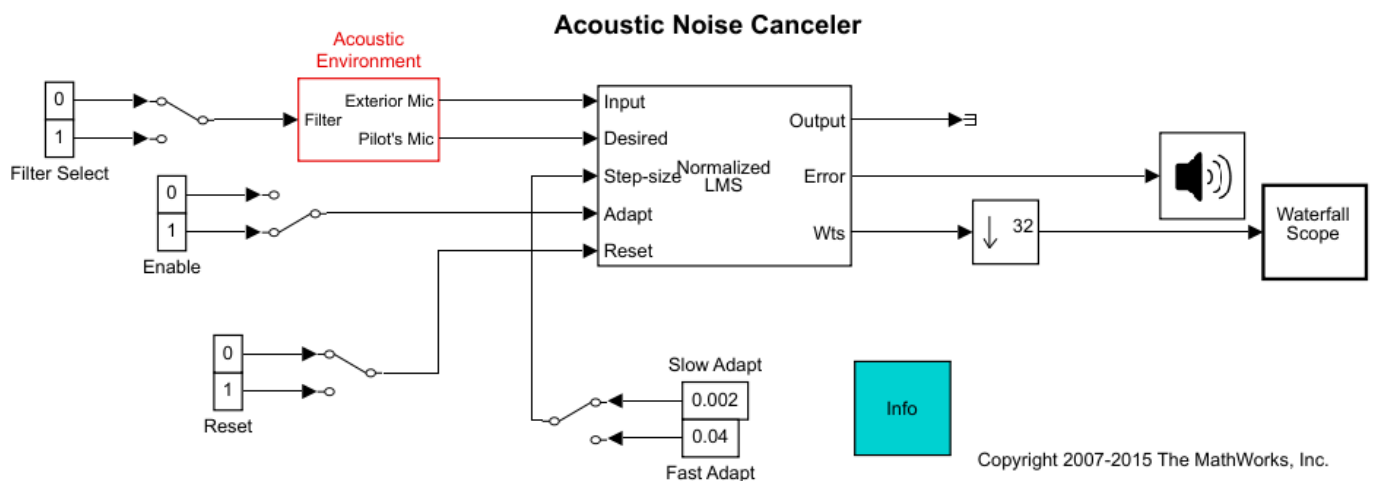 Acoustic Noise Canceler
Acoustic
Environment
0
1
Filter Select
Filter
Exterior Mic
Pilot's Mic
0
1
Enable
0
1
Reset
Input
Desired
Step-size
Adapt
Reset
Normalized
LMS
Output
Error
Wts
32
Waterfall
Scope
Slow Adapt
0.002
0.04
Fast Adapt
Info
Copyright 2007-2015 The MathWorks, Inc.